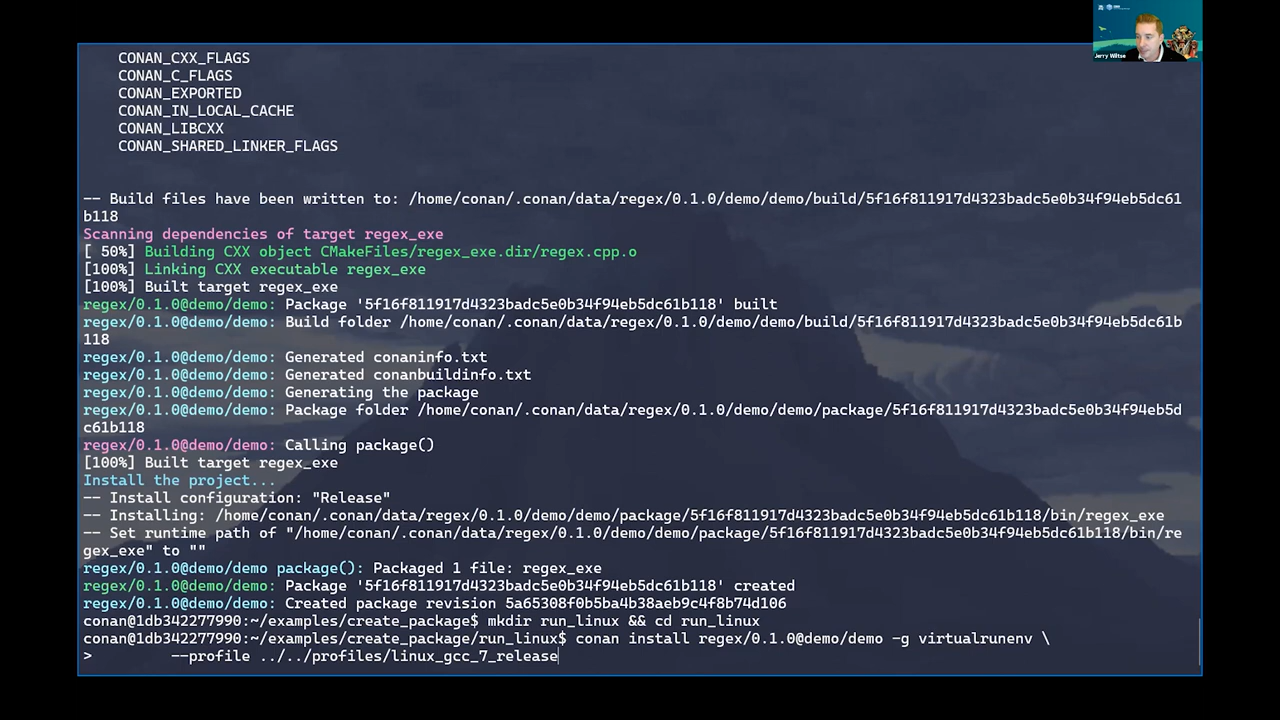 CONAN_CXX_FLAGS
CONAN_C_FLAGS
CONAN_EXPORTED
CONAN_IN_LOCAL_CACHE
CONAN_LIBCXX
CONAN_SHARED_LINKER_FLAGS
-- Build files have been written to: /home/conan/.conan/data/regex/0.1.0/demo/demo/build/5f16f811917d4323badc5e0b34f94eb5dc61
b118
Scanning dependencies of target regex_exe
[ 50%] Building CXX object CMakeFiles/regex_exe.dir/regex.cpp.o
[100%] Linking CXX executable regex_exe
[100%] Built target regex_exe
regex/0.1.0@demo/demo: Package '5f16f811917d4323badc5e0b34f94eb5dc61b118' built
regex/0.1.0@demo/demo: Build folder /home/conan/.conan/data/regex/0.1.0/demo/demo/build/5f16f811917d4323badc5e0b34f94eb5dc61b
118
regex/0.1.0@demo/demo: Generated conaninfo.txt
regex/0.1.0@demo/demo: Generated conanbuildinfo.txt
regex/0.1.0@demo/demo: Generating the package
regex/0.1.0@demo/demo: Package folder /home/conan/.conan/data/regex/0.1.0/demo/demo/package/5f16f811917d4323badc5e0b34f94eb5d
c61b118
regex/0.1.0@demo/demo: Calling package()
[100%] Built target regex_exe
Install the project...
-- Install configuration: "Release"
-- Installing: /home/conan/.conan/data/regex/0.1.0/demo/demo/package/5f16f811917d4323badc5e0b34f94eb5dc61b118/bin/regex_exe
-- Set runtime path of "/home/conan/.conan/data/regex/0.1.0/demo/demo/package/5f16f811917d4323badc5e0b34f94eb5dc61b118/bin/re
gex_exe" to ""
regex/0.1.0@demo/demo package(): Packaged 1 file: regex_exe
regex/0.1.0@demo/demo: Package '5f16f811917d4323badc5e0b34f94eb5dc61b118' created
regex/0.1.0@demo/demo: Created package revision 5a65308f0b5ba4b38aeb9c4f8b74d106
conan@1db342277990:~/examples/create_package$ mkdir run_linux && cd run_linux
conan@1db342277990:~/examples/create_package/run_linux$ conan install regex/0.1.0@demo/demo -g virtualrunenv \
> --profile ../../profiles/linux_gcc_7_release
Jerry Wiltse